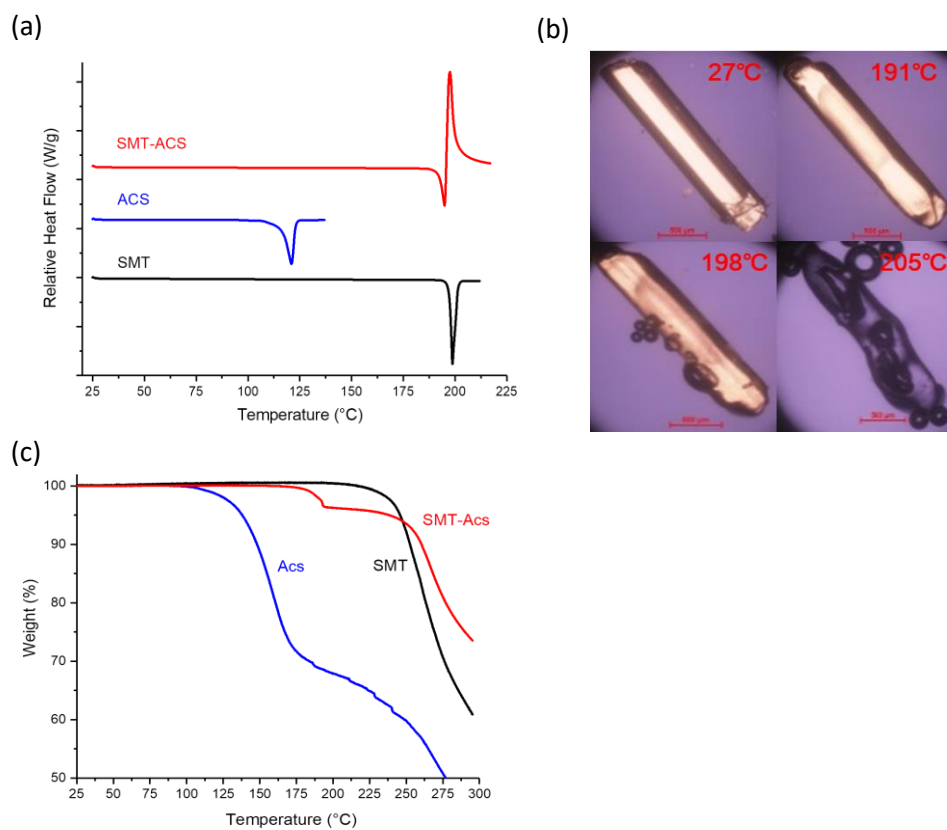 (a)
Relative Heat Flow (W/g)
SMT-ACS
ACS
SMT
25 50 75 100 125 150 175 200 225
Temperature (°C)
(b)
27℃
191℃
500 µm
198℃
205℃
(c)
Weight (%)
100
90
80
70
60
50
Acs
SMT
SMT-Acs
25 50 75 100 125 150 175 200 225 250 275 300
Temperature (°C)